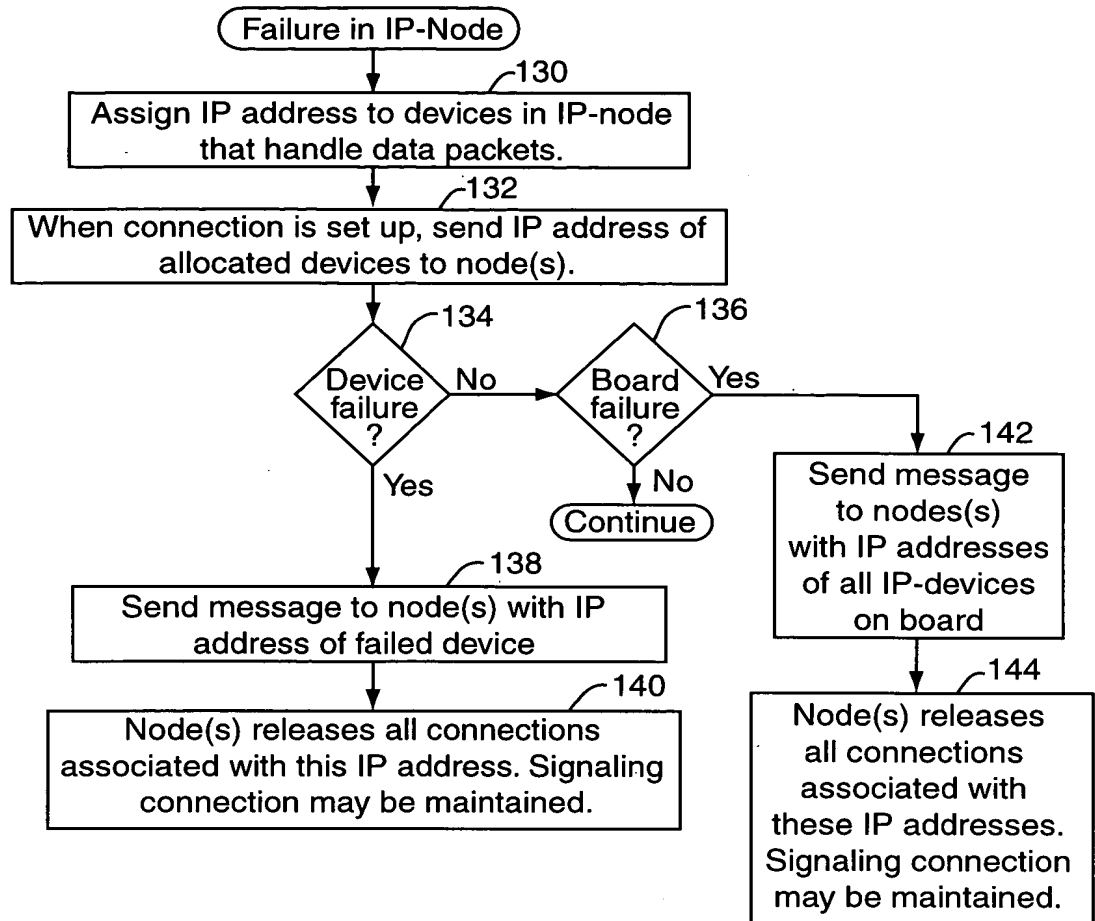 Failure in IP-Node
130
Assign IP address to devices in IP-node
that handle data packets.
132
When connection is set up, send IP address of
allocated devices to node(s).
134
Device
failure
?
No
Yes
136
Board
failure
?
Yes
No
Continue
138
Send message to node(s) with IP
address of failed device
140
Node(s) releases all connections
associated with this IP address. Signaling
connection may be maintained.
142
Send message
to nodes(s)
with IP addresses
of all IP-devices
on board
144
Node(s) releases
all connections
associated with
these IP addresses.
Signaling connection
may be maintained.